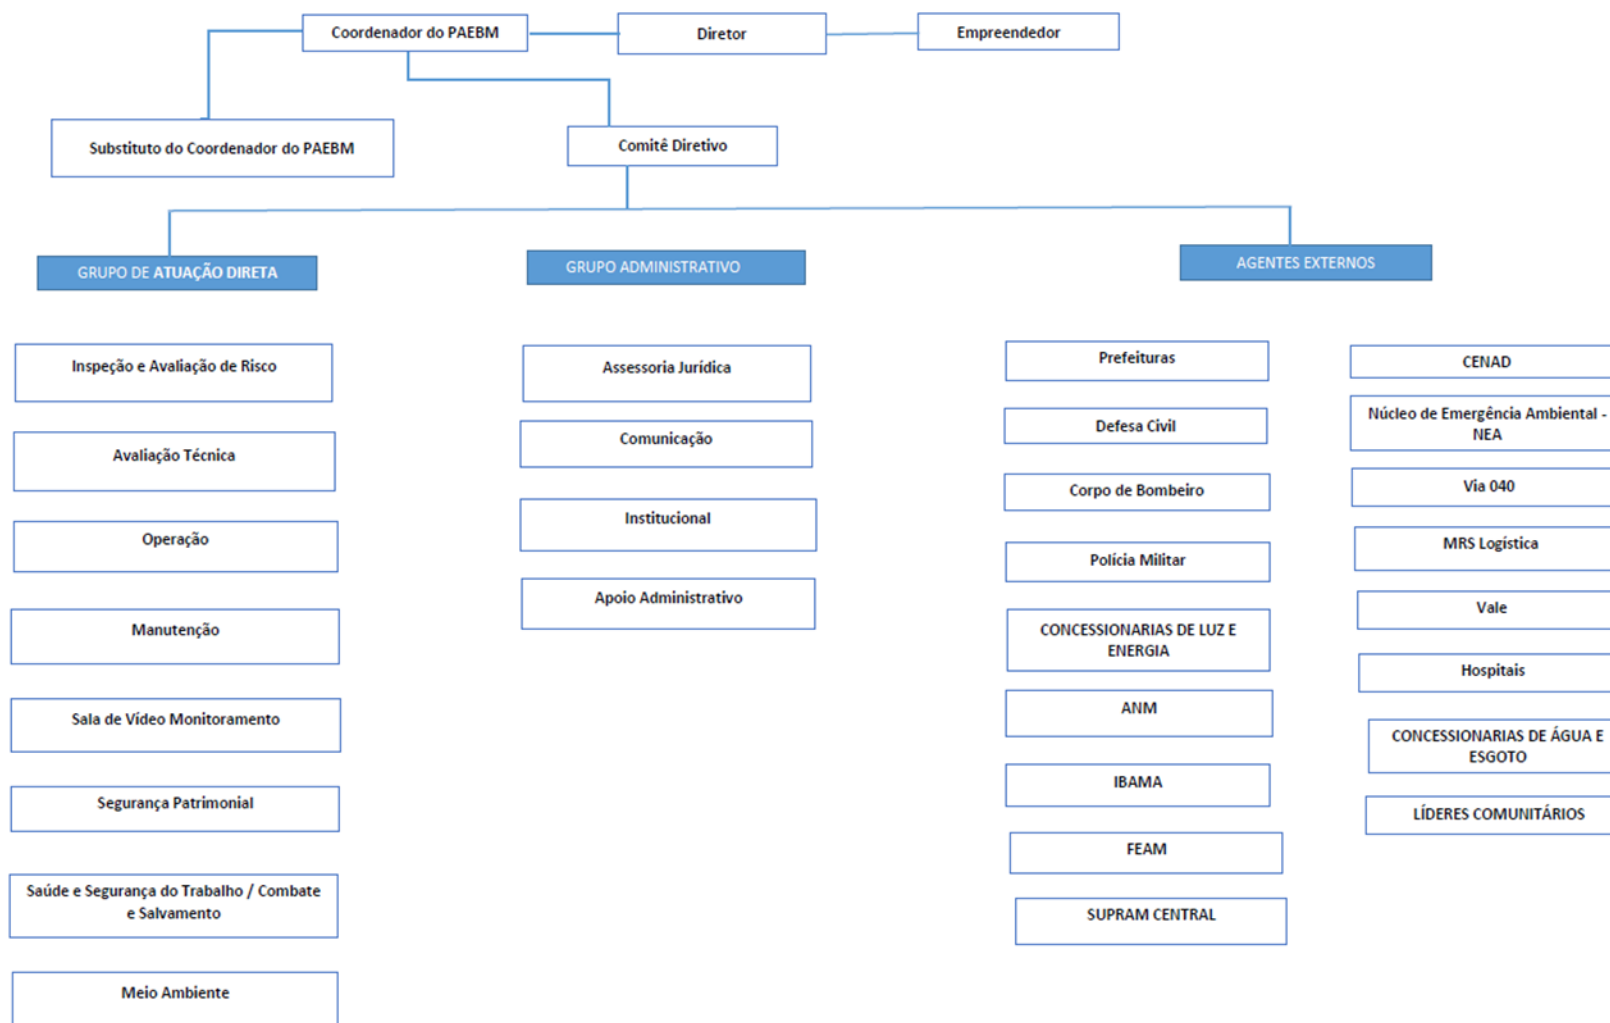 Coordenador do PAEBM
Diretor
Empreendedor
Substituto do Coordenador do PAEBM
Comitê Diretivo
GRUPO DE ATUAÇÃO DIRETA
GRUPO ADMINISTRATIVO
AGENTES EXTERNOS
Inspeção e Avaliação de Risco
Avaliação Técnica
Operação
Manutenção
Sala de Vídeo Monitoramento
Segurança Patrimonial
Saúde e Segurança do Trabalho / Combate
e Salvamento
Meio Ambiente
Assessoria Jurídica
Comunicação
Institucional
Apoio Administrativo
Prefeituras
Defesa Civil
Corpo de Bombeiro
Polícia Militar
CONCESSIONARIAS DE LUZ E
ENERGIA
ANM
IBAMA
FEAM
SUPRAM CENTRAL
CENAD
Núcleo de Emergência Ambiental -
NEA
Via 040
MRS Logística
Vale
Hospitais
CONCESSIONARIAS DE ÁGUA E
ESGOTO
LÍDERES COMUNITÁRIOS